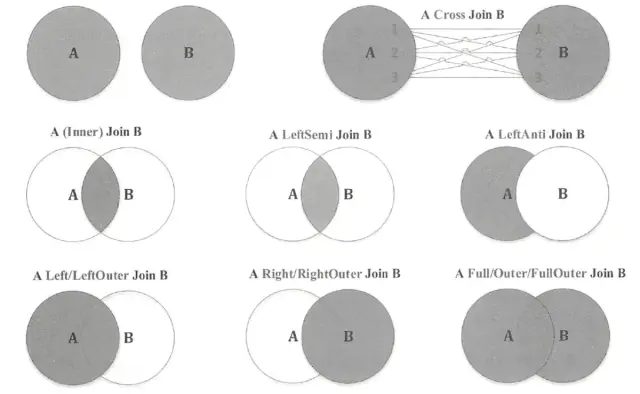 A Cross Join B
A
B
A
1
2
3
1
2
3
B
A (Inner) Join B
A LeftSemi Join B
A LeftAnti Join B
A
B
A
B
A
B
A Left/LeftOuter Join B
A Right/RightOuter Join B
A Full/Outer/FullOuter Join B
A
B
A
B
A
B